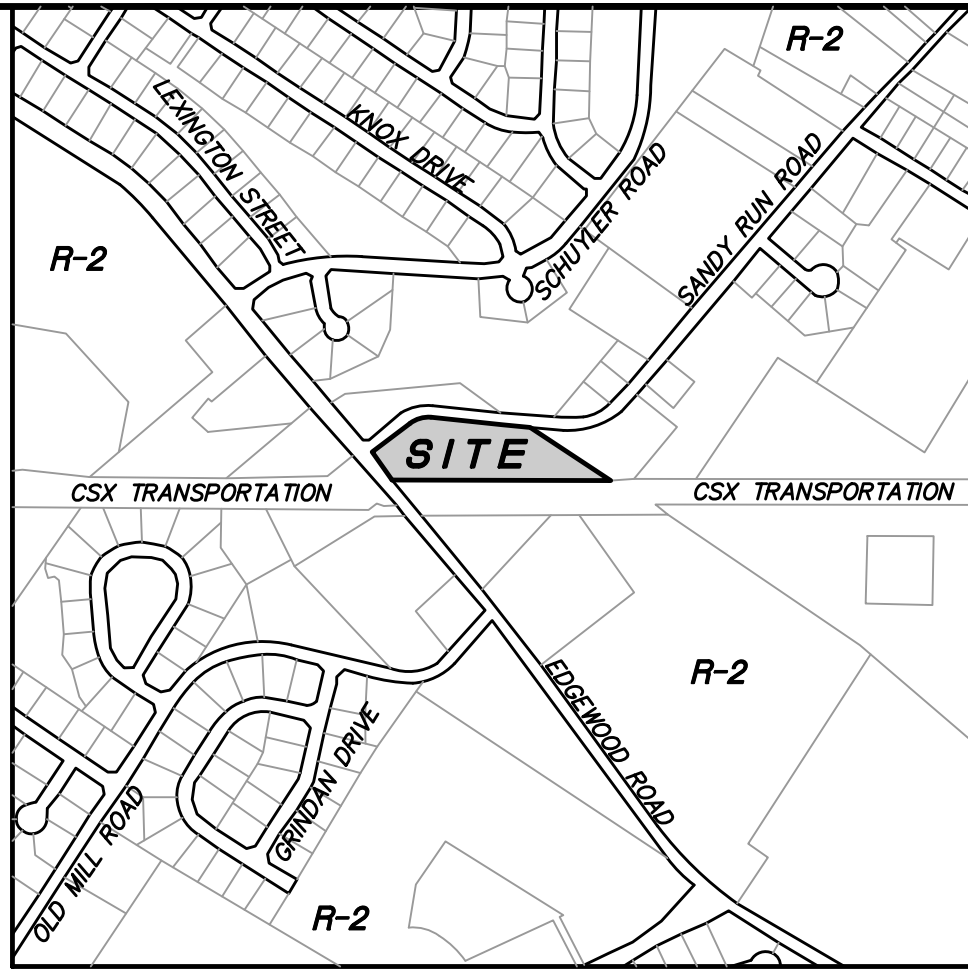 R-2
LEXINGTON STREET
KNOX DRIVE
SCHUYLER ROAD
SANDY RUN ROAD
R-2
SITE
CSX TRANSPORTATION
CSX TRANSPORTATION
R-2
EDGEWOOD ROAD
GRINDAN DRIVE
OLD MILL ROAD
R-2